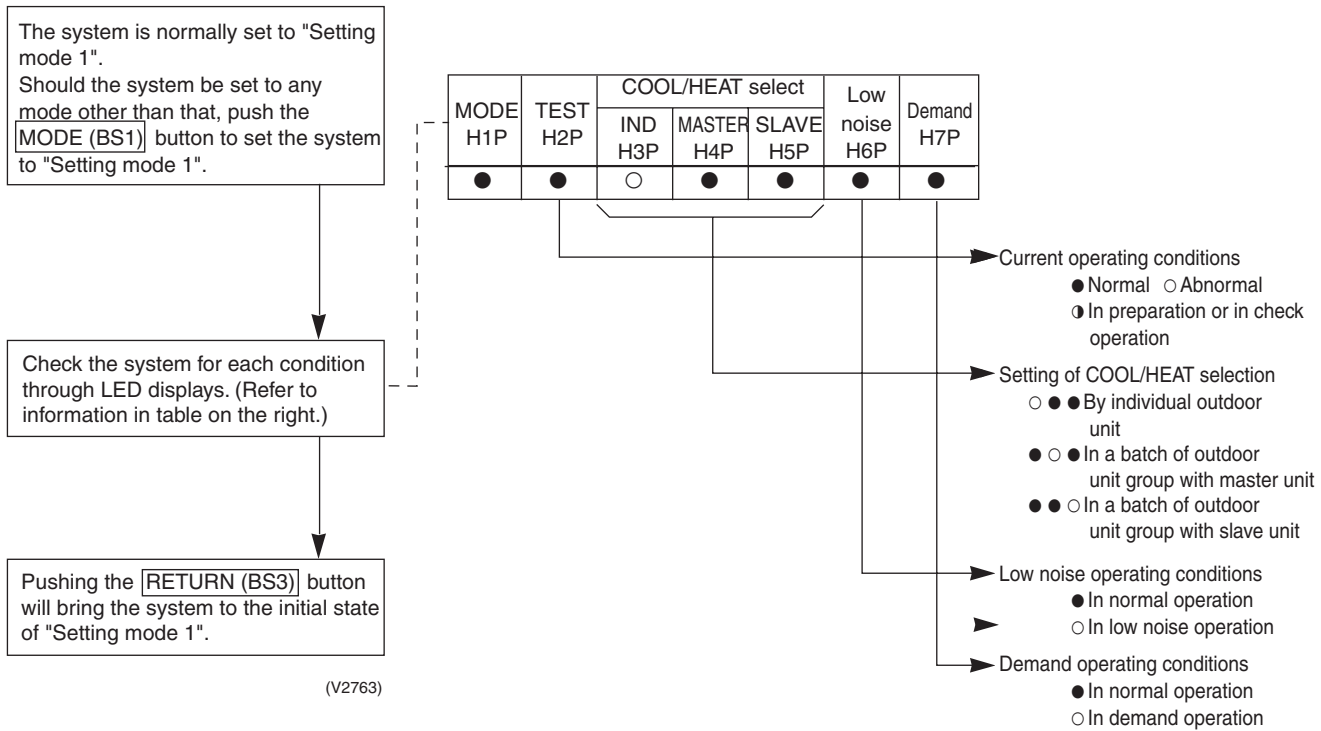 The system is normally set to "Setting
mode 1".
Should the system be set to any
mode other than that, push the
MODE (BS1) button to set the system
to "Setting mode 1".
Check the system for each condition
through LED displays. (Refer to
information in table on the right.)
Pushing the RETURN (BS3) button
will bring the system to the initial state
of "Setting mode 1".
(V2763)
MODE
H1P
TEST
H2P
COOL/HEAT select
IND
H3P
MASTER
H4P
SLAVE
H5P
Low
noise
H6P
Demand
H7P
● ● ○ ● ● ● ●
Current operating conditions
● Normal ○ Abnormal
◑ In preparation or in check
operation
Setting of COOL/HEAT selection
○ ● ● By individual outdoor
unit
● ○ ● In a batch of outdoor
unit group with master unit
● ● ○ In a batch of outdoor
unit group with slave unit
Low noise operating conditions
● In normal operation
○ In low noise operation
Demand operating conditions
● In normal operation
○ In demand operation